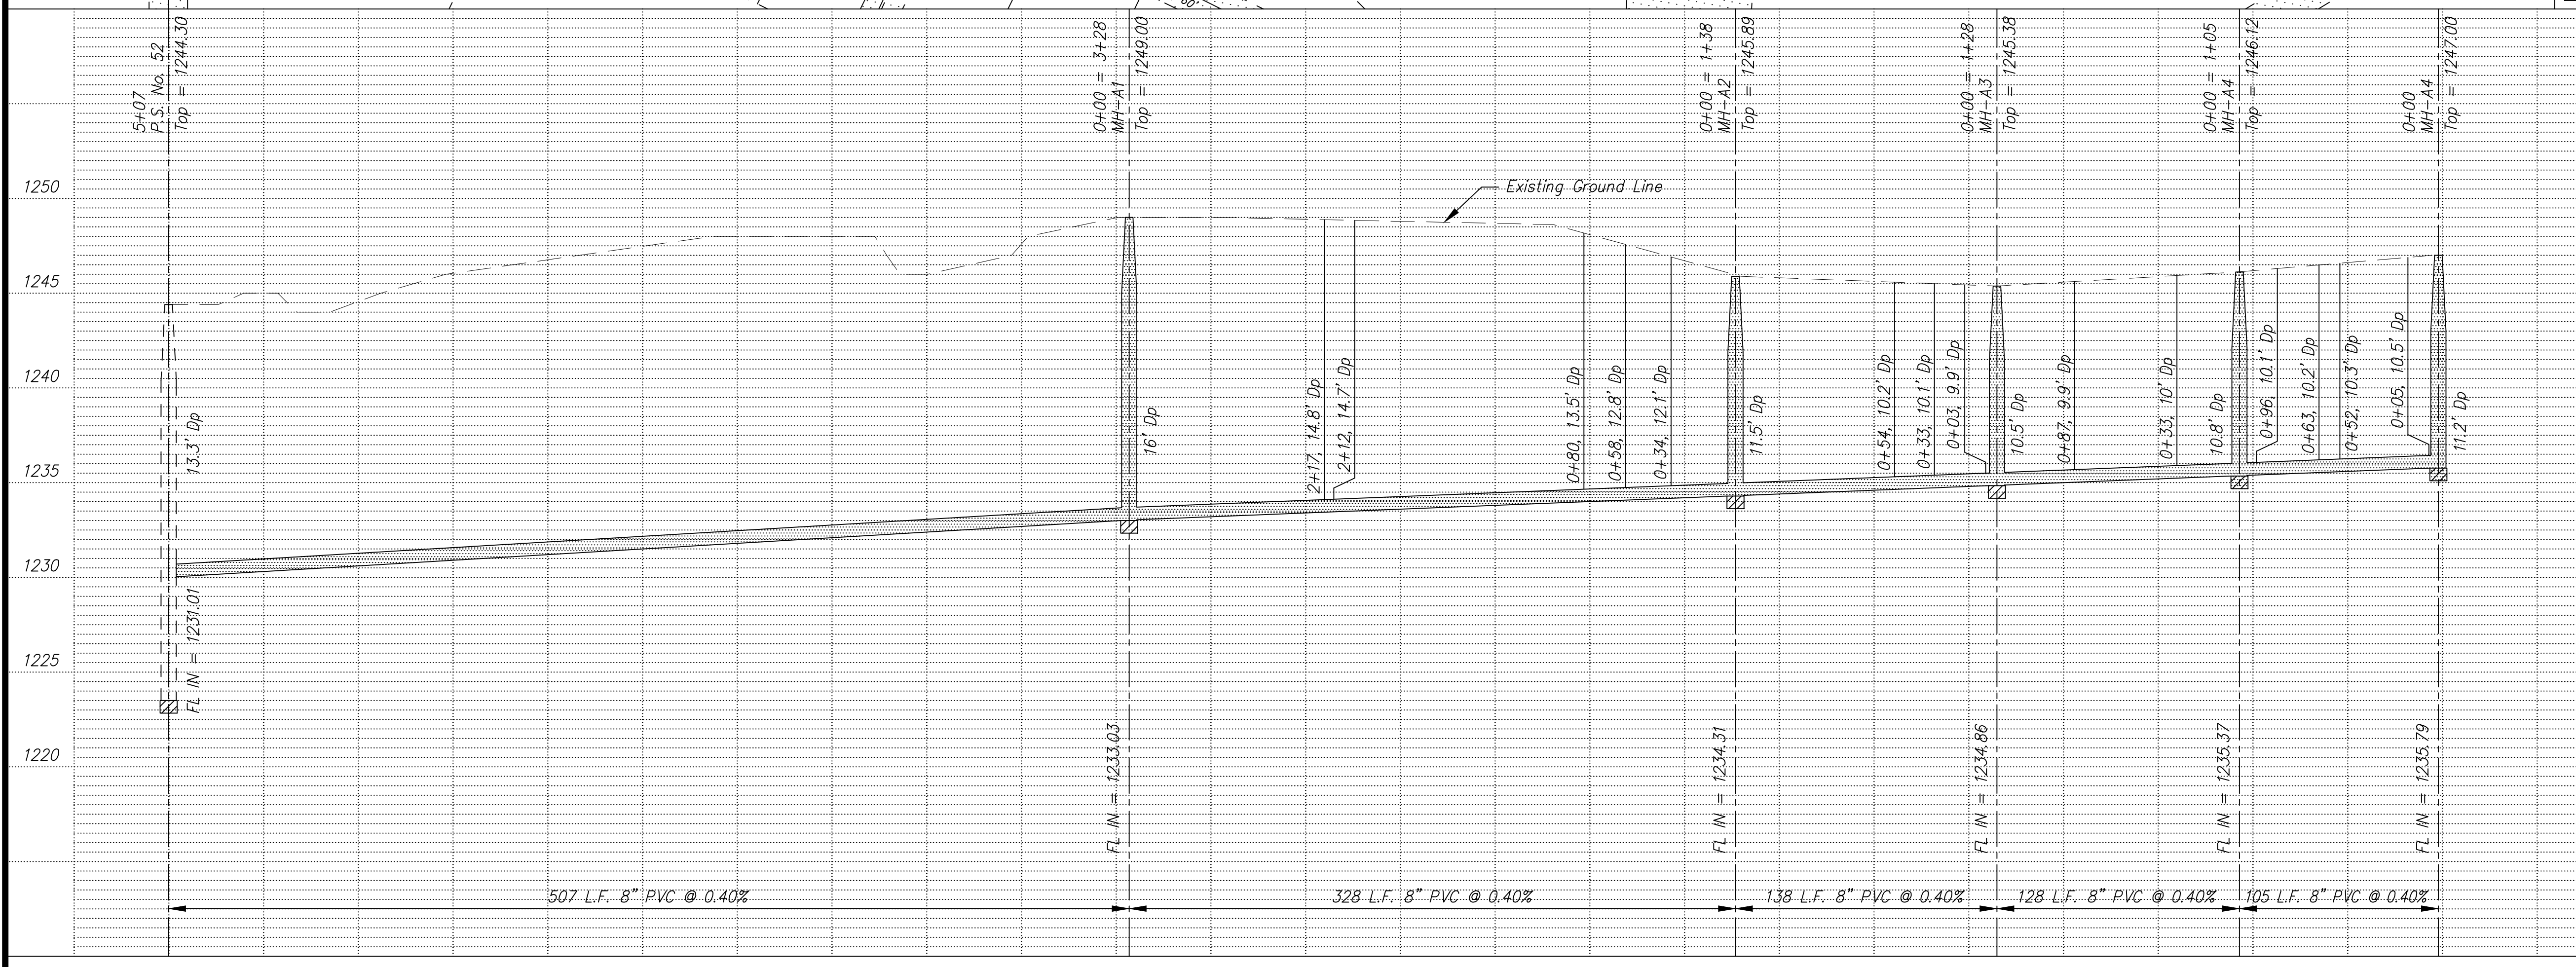 60'
5+07
P.S. No. 52
Top = 1244.30
0+00 = 3+28
MH-A1
Top = 1249.00
0+00 = 1+38
MH-A2
Top = 1245.89
0+00 = 1+28
MH-A3
Top = 1245.38
0+00 = 1+05
MH-A4
Top = 1246.12
0+00
MH-A4
Top = 1247.00
1250
1245
1240
1235
1230
1225
1220
Existing Ground Line
13.3' Dp
16' Dp
2+17, 14.8' Dp
2+12, 14.7' Dp
0+80, 13.5' Dp
0+58, 12.8' Dp
0+34, 12.1' Dp
11.5' Dp
0+54, 10.2' Dp
0+33, 10.1' Dp
0+03, 9.9' Dp
10.5' Dp
0+87, 9.9' Dp
0+33, 10' Dp
10.8' Dp
0+96, 10.1' Dp
0+63, 10.2' Dp
0+52, 10.3' Dp
0+05, 10.5' Dp
11.2' Dp
FL IN = 1231.01
FL IN = 1233.03
FL IN = 1234.31
FL IN = 1234.86
FL IN = 1235.37
FL IN = 1235.79
507 L.F. 8" PVC @ 0.40%
328 L.F. 8" PVC @ 0.40%
138 L.F. 8" PVC @ 0.40%
128 L.F. 8" PVC @ 0.40%
105 L.F. 8" PVC @ 0.40%